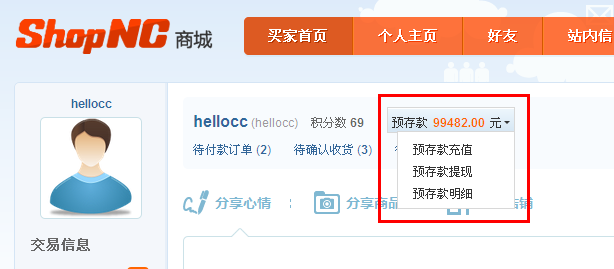 ShopNC 商城
买家首页 个人主页 好友 站内信
hellocc
hellocc (hellocc) 积分数 69 预存款 99482.00 元
待付款订单 (2) 待确认收货 (3)
预存款充值
预存款提现
预存款明细
分享心情 分享商品 店铺
交易信息